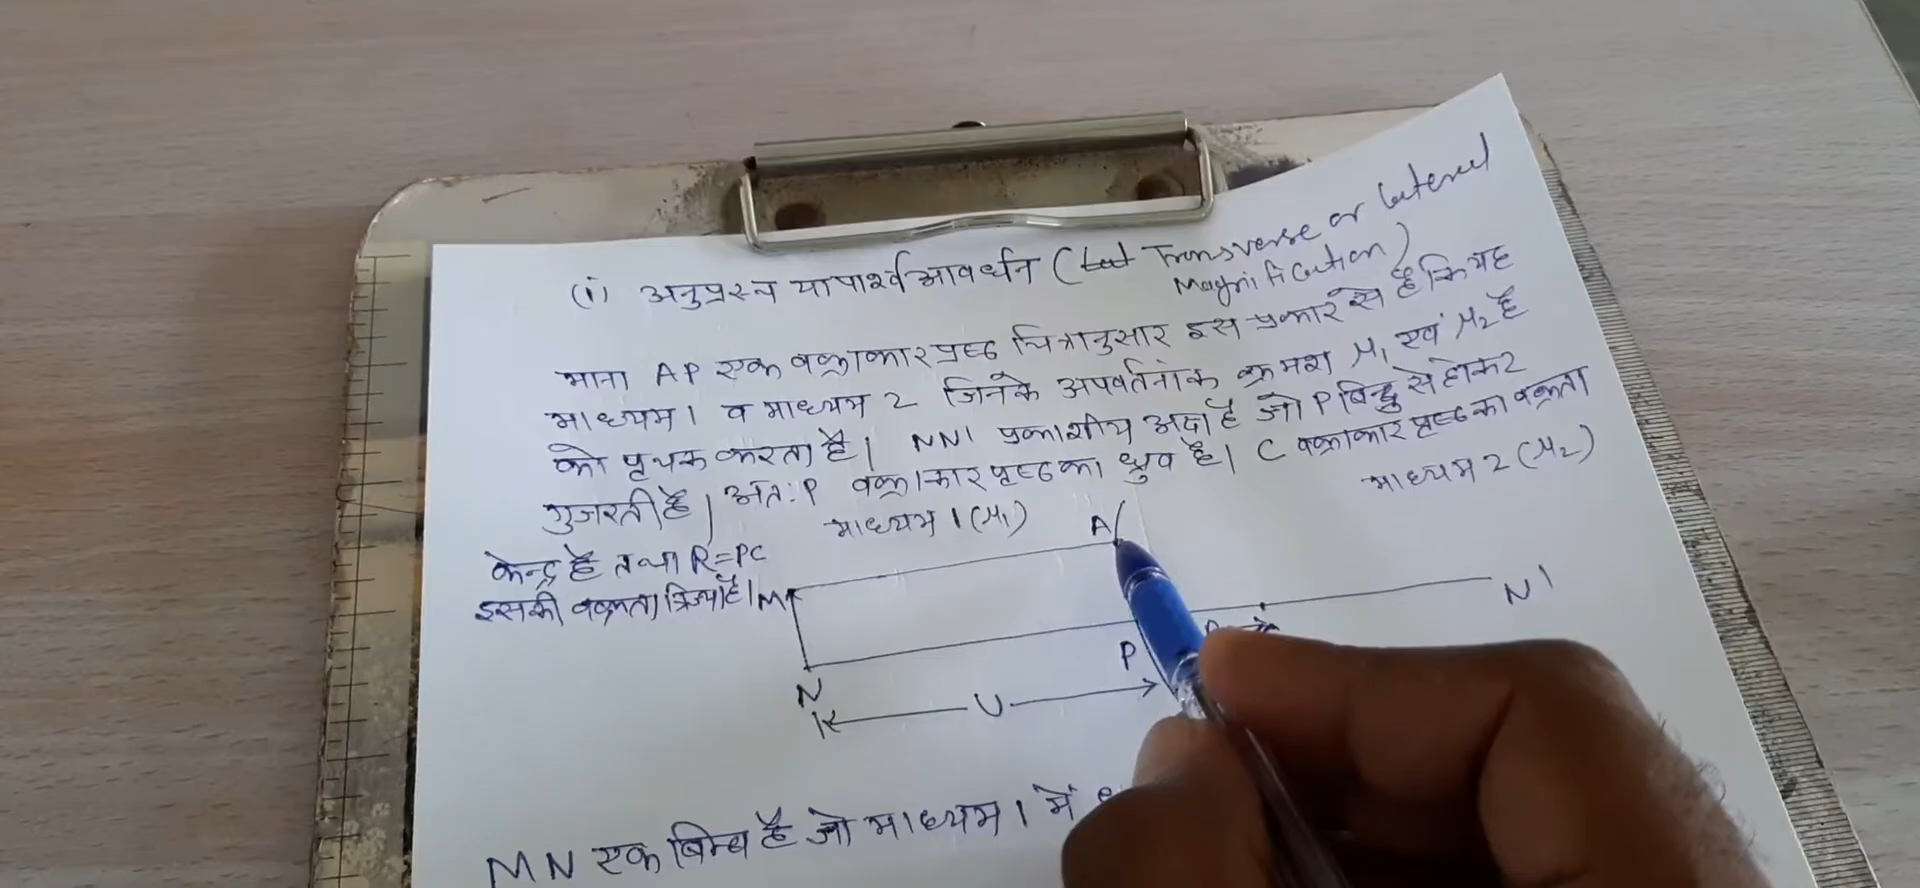 (i) अनुप्रस्थ या पार्श्व आवर्धन (Transverse or Lateral
Magnification)
माना AP एक वक्राकार पृष्ठ चित्रानुसार इस प्रकार से है कि यह
माध्यम 1 व माध्यम 2 जिनके अपवर्तनांक क्रमश μ₁ एवं μ₂ है
को पृथक करता है। NN' प्रकाशीय अक्ष है जो P बिन्दु से होकर
गुजरती है। अतः P वक्राकार पृष्ठ का ध्रुव है। C वक्राकार पृष्ठ का वक्रता
केन्द्र है तथा R=PC
इसकी वक्रता त्रिज्या है।
माध्यम 1 (μ₁)
माध्यम 2 (μ₂)
A
M
N'
P
N
U
MN एक बिम्ब है जो माध्यम 1 में